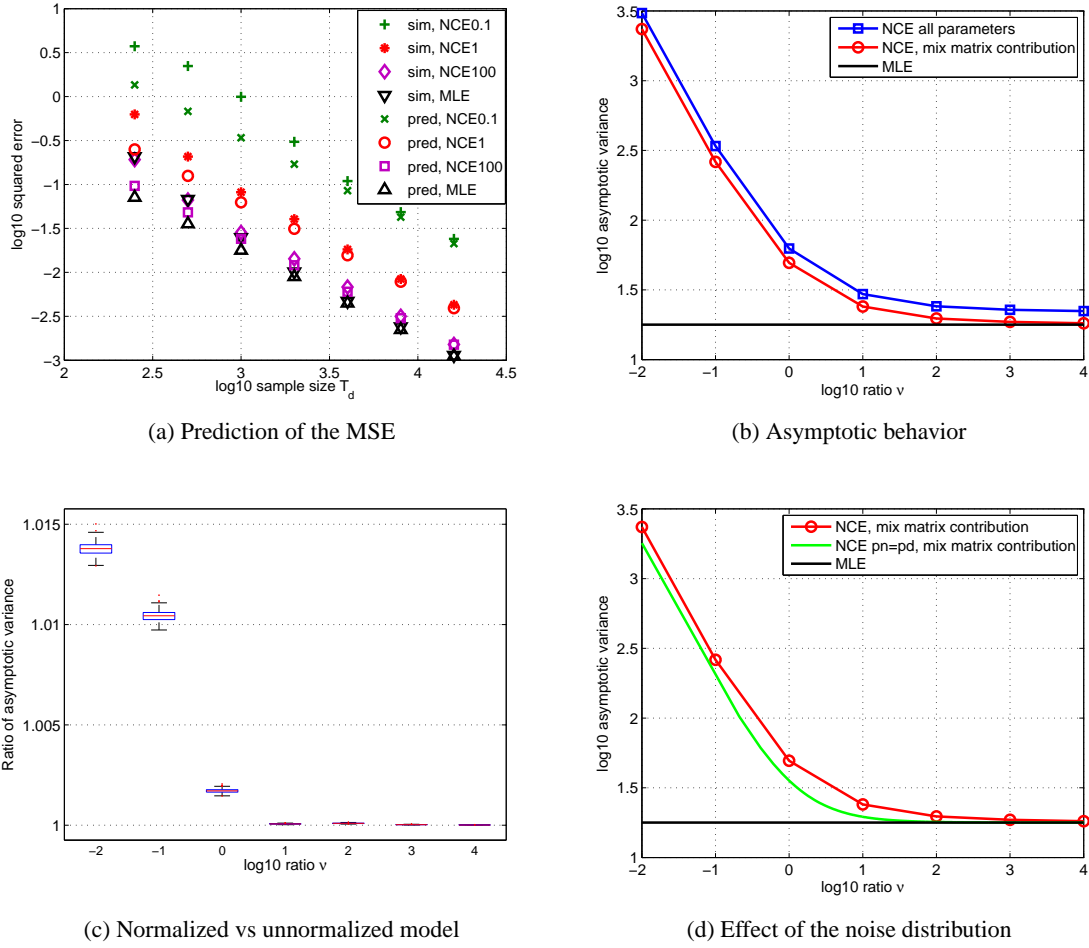 1
0.5
0
−0.5
−1
−1.5
−2
−2.5
−3
log10 squared error
2
2.5
3
3.5
4
4.5
log10 sample size T_d
sim, NCE0.1
sim, NCE1
sim, NCE100
sim, MLE
pred, NCE0.1
pred, NCE1
pred, NCE100
pred, MLE
(a) Prediction of the MSE
3.5
3
2.5
2
1.5
1
log10 asymptotic variance
−2
−1
0
1
2
3
4
log10 ratio ν
NCE all parameters
NCE, mix matrix contribution
MLE
(b) Asymptotic behavior
1.015
1.01
1.005
1
Ratio of asymptotic variance
−2
−1
0
1
2
3
4
log10 ratio ν
(c) Normalized vs unnormalized model
3.5
3
2.5
2
1.5
1
log10 asymptotic variance
−2
−1
0
1
2
3
4
log10 ratio ν
NCE, mix matrix contribution
NCE pn=pd, mix matrix contribution
MLE
(d) Effect of the noise distribution